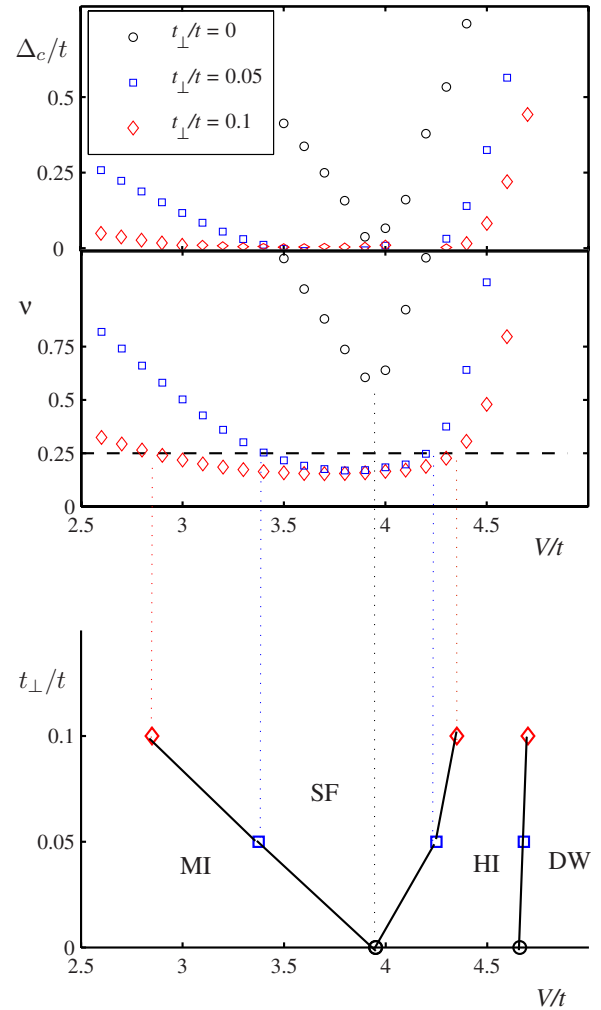 Δc/t
t⊥/t = 0
t⊥/t = 0.05
t⊥/t = 0.1
0.5
0.25
0
ν
0.75
0.5
0.25
0
2.5 3 3.5 4 4.5
V/t
t⊥/t
0.1
SF
0.05
MI
HI
DW
0
2.5 3 3.5 4 4.5
V/t